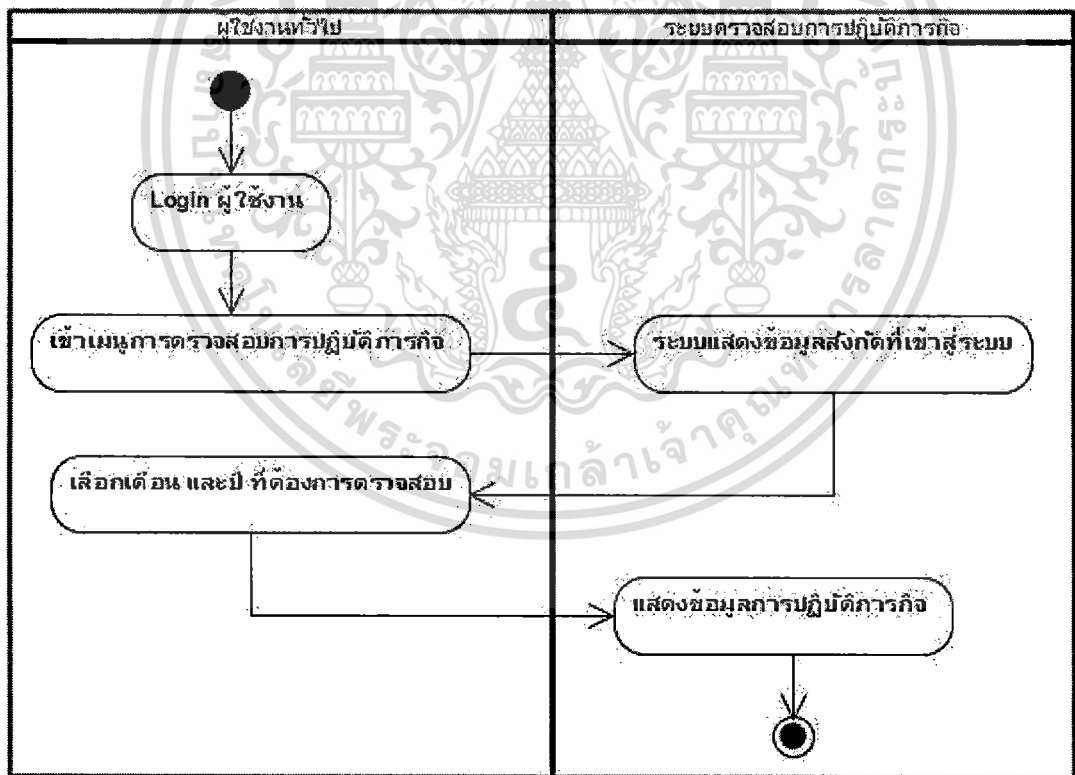 ผู้ใช้งานทั่วไป
ระบบตรวจสอบการปฏิบัติภารกิจ
Login ผู้ใช้งาน
เข้าเมนูการตรวจสอบการปฏิบัติภารกิจ
ระบบแสดงข้อมูลสังกัดที่เข้าสู่ระบบ
เลือกเดือน และปี ที่ต้องการตรวจสอบ
แสดงข้อมูลการปฏิบัติภารกิจ